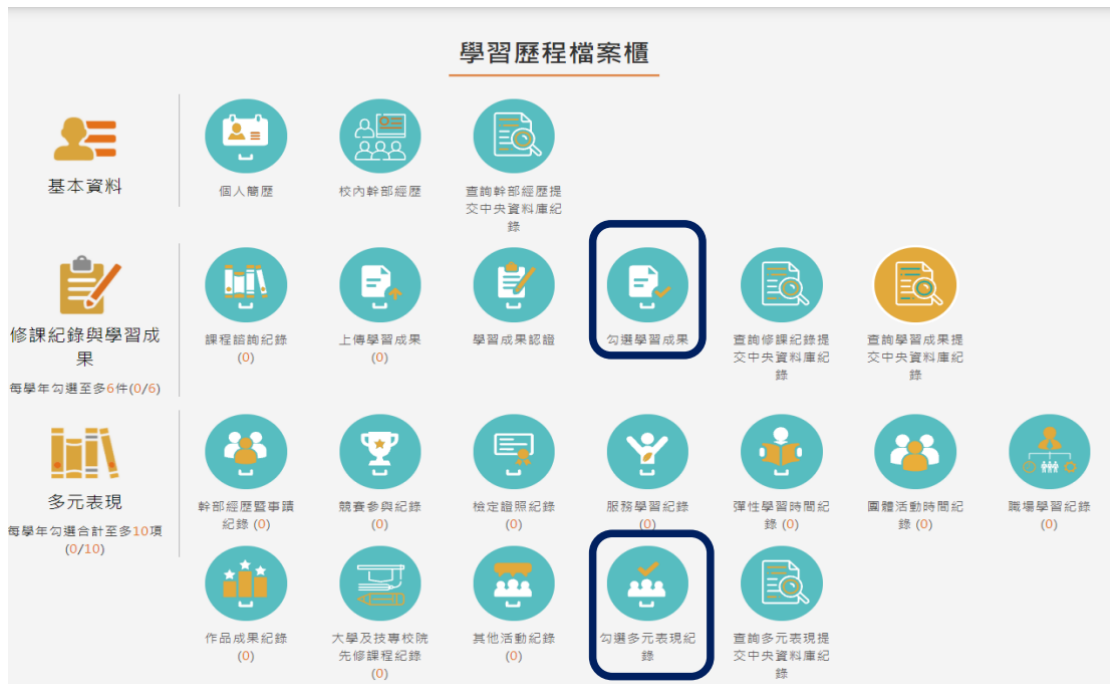 學習歷程檔案櫃
基本資料
個人簡歷
校內幹部經歷
查詢幹部經歷提
交中央資料庫紀
錄
修課紀錄與學習成
果
每學年勾選至多6件(0/6)
課程諮詢紀錄
(0)
上傳學習成果
(0)
學習成果認證
勾選學習成果
查詢修課紀錄提
交中央資料庫紀
錄
查詢學習成果提
交中央資料庫紀
錄
多元表現
每學年勾選合計至多10項
(0/10)
幹部經歷暨事蹟
紀錄 (0)
競賽參與紀錄
(0)
檢定證照紀錄
(0)
服務學習紀錄
(0)
彈性學習時間紀
錄 (0)
團體活動時間紀
錄 (0)
職場學習紀錄
(0)
作品成果紀錄
(0)
大學及技專校院
先修課程紀錄
(0)
其他活動紀錄
(0)
勾選多元表現紀
錄
查詢多元表現提
交中央資料庫紀
錄